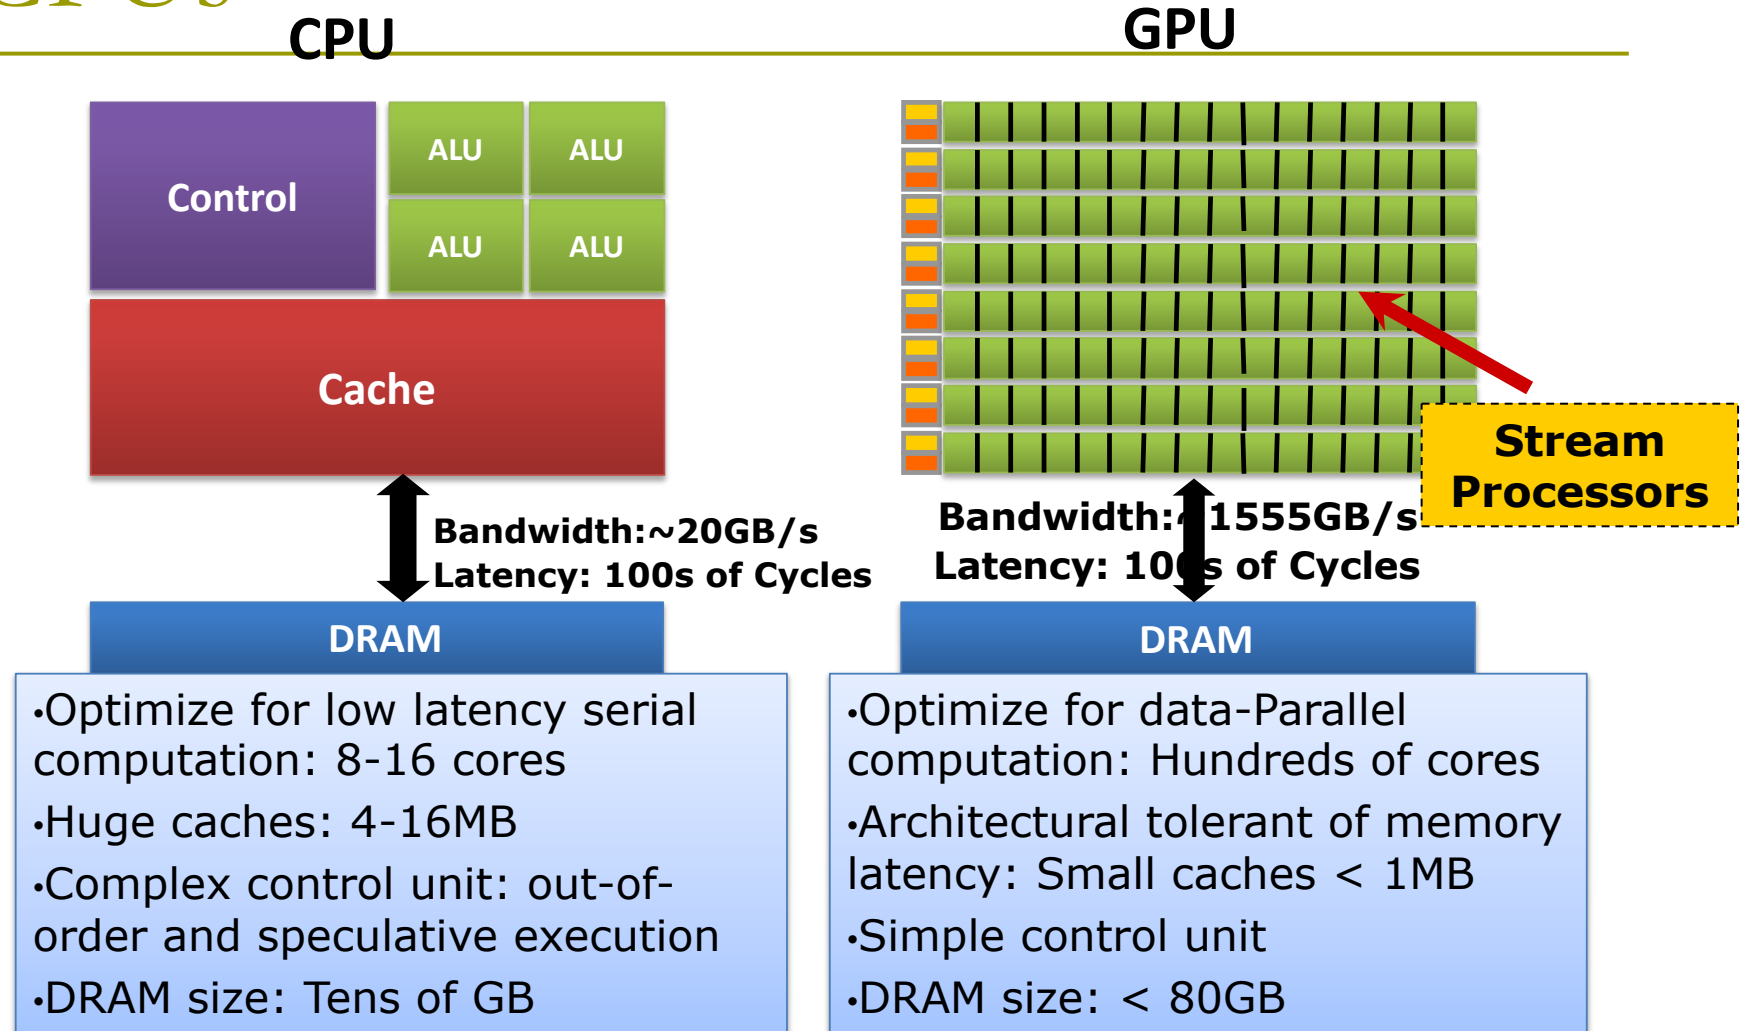 CPU
GPU
Control
ALU
ALU
ALU
ALU
Cache
Stream
Processors
Bandwidth:~20GB/s
Latency: 100s of Cycles
Bandwidth:~1555GB/s
Latency: 100s of Cycles
DRAM
DRAM
•Optimize for low latency serial
computation: 8-16 cores
•Huge caches: 4-16MB
•Complex control unit: out-of-
order and speculative execution
•DRAM size: Tens of GB
•Optimize for data-Parallel
computation: Hundreds of cores
•Architectural tolerant of memory
latency: Small caches < 1MB
•Simple control unit
•DRAM size: < 80GB